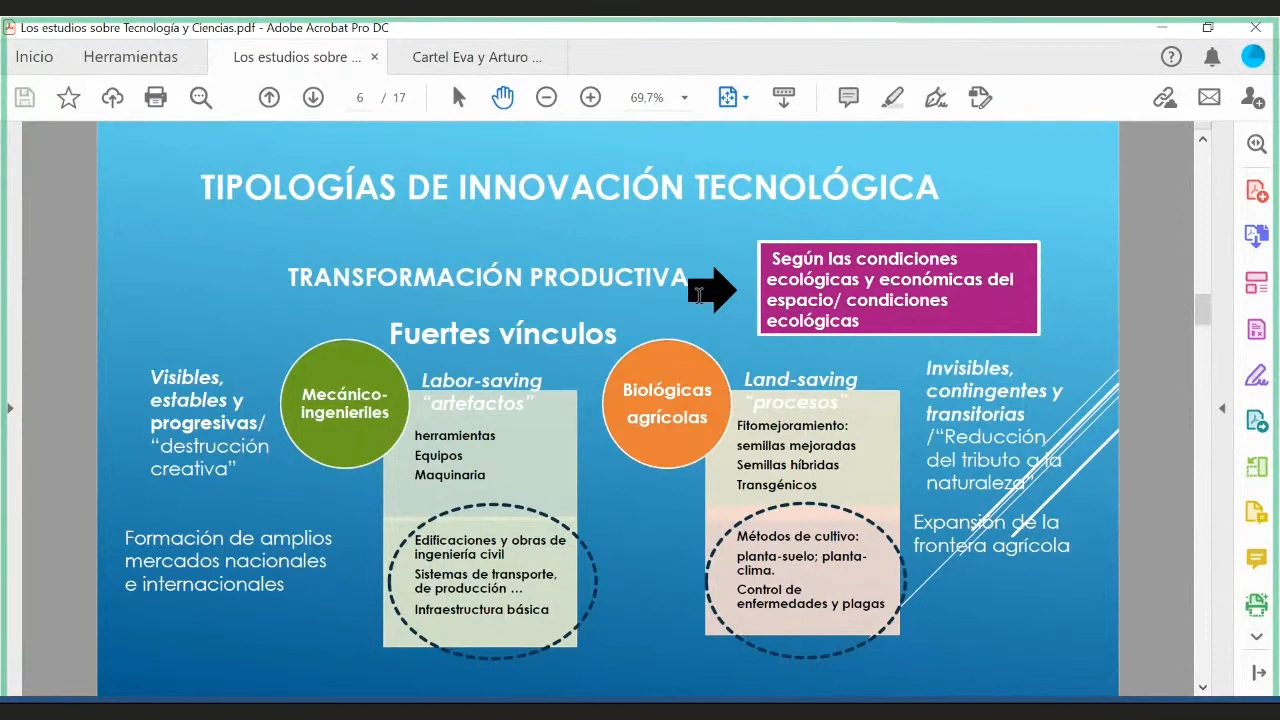 Los estudios sobre Tecnología y Ciencias.pdf - Adobe Acrobat Pro DC
Inicio
Herramientas
Los estudios sobre ...
Cartel Eva y Arturo ...
6 / 17
69,7%
TIPOLOGÍAS DE INNOVACIÓN TECNOLÓGICA
TRANSFORMACIÓN PRODUCTIVA
Según las condiciones
ecológicas y económicas del
espacio/ condiciones
ecológicas
Fuertes vínculos
Visibles,
estables y
progresivas/
“destrucción
creativa”
Formación de amplios
mercados nacionales
e internacionales
Mecánico-
ingenieriles
Labor-saving
“artefactos”
herramientas
Equipos
Maquinaria
Edificaciones y obras de
ingeniería civil
Sistemas de transporte,
de producción ...
Infraestructura básica
Biológicas
agrícolas
Land-saving
“procesos”
Fitomejoramiento:
semillas mejoradas
Semillas híbridas
Transgénicos
Métodos de cultivo:
planta-suelo; planta-
clima.
Control de
enfermedades y plagas
Invisibles,
contingentes y
transitorias
/“Reducción
del tributo a la
naturaleza”
Expansión de la
frontera agrícola